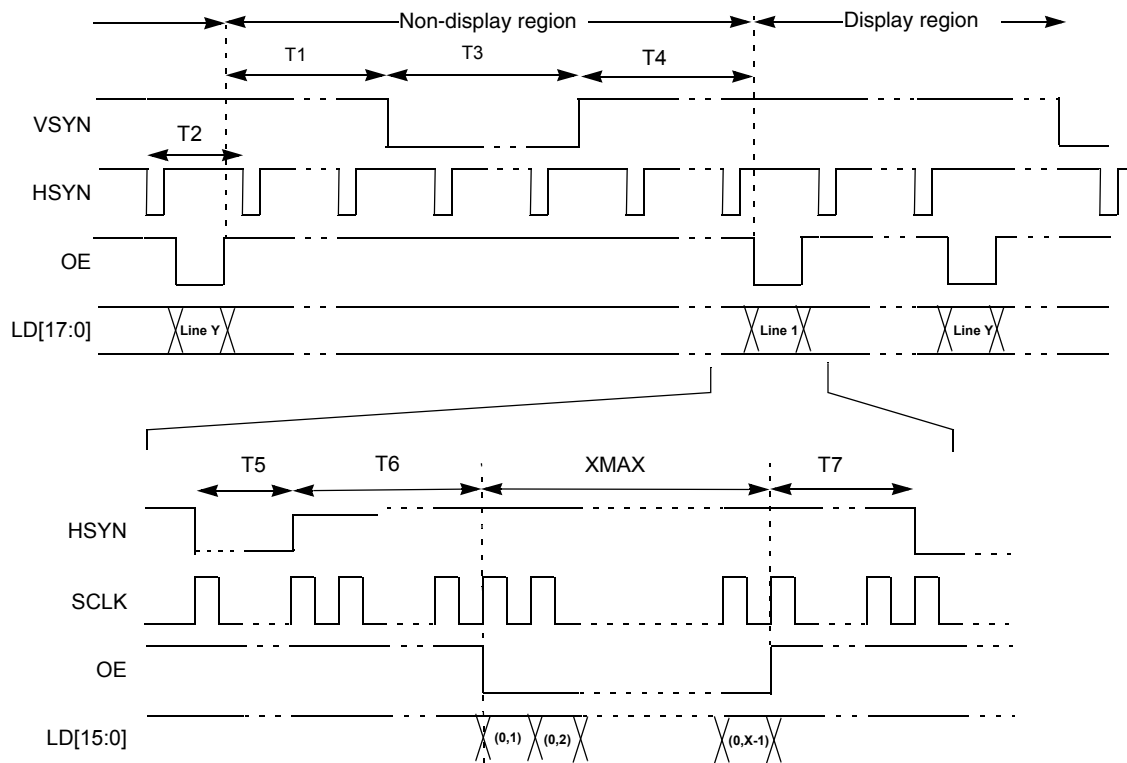 Non-display region Display region
T1 T3 T4
VSYN
T2
HSYN
OE
LD[17:0] Line Y Line 1 Line Y
T5 T6 XMAX T7
HSYN
SCLK
OE
LD[15:0] (0,1) (0,2) (0,X-1)